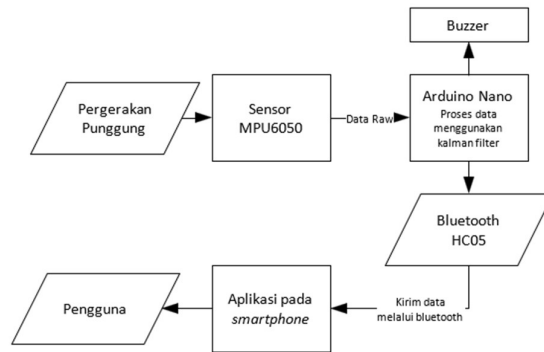 Buzzer
Pergerakan
Punggung
Sensor
MPU6050
Data Raw
Arduino Nano
Proses data
menggunakan
kalman filter
Bluetooth
HC05
Pengguna
Aplikasi pada
smartphone
Kirim data
melalui bluetooth